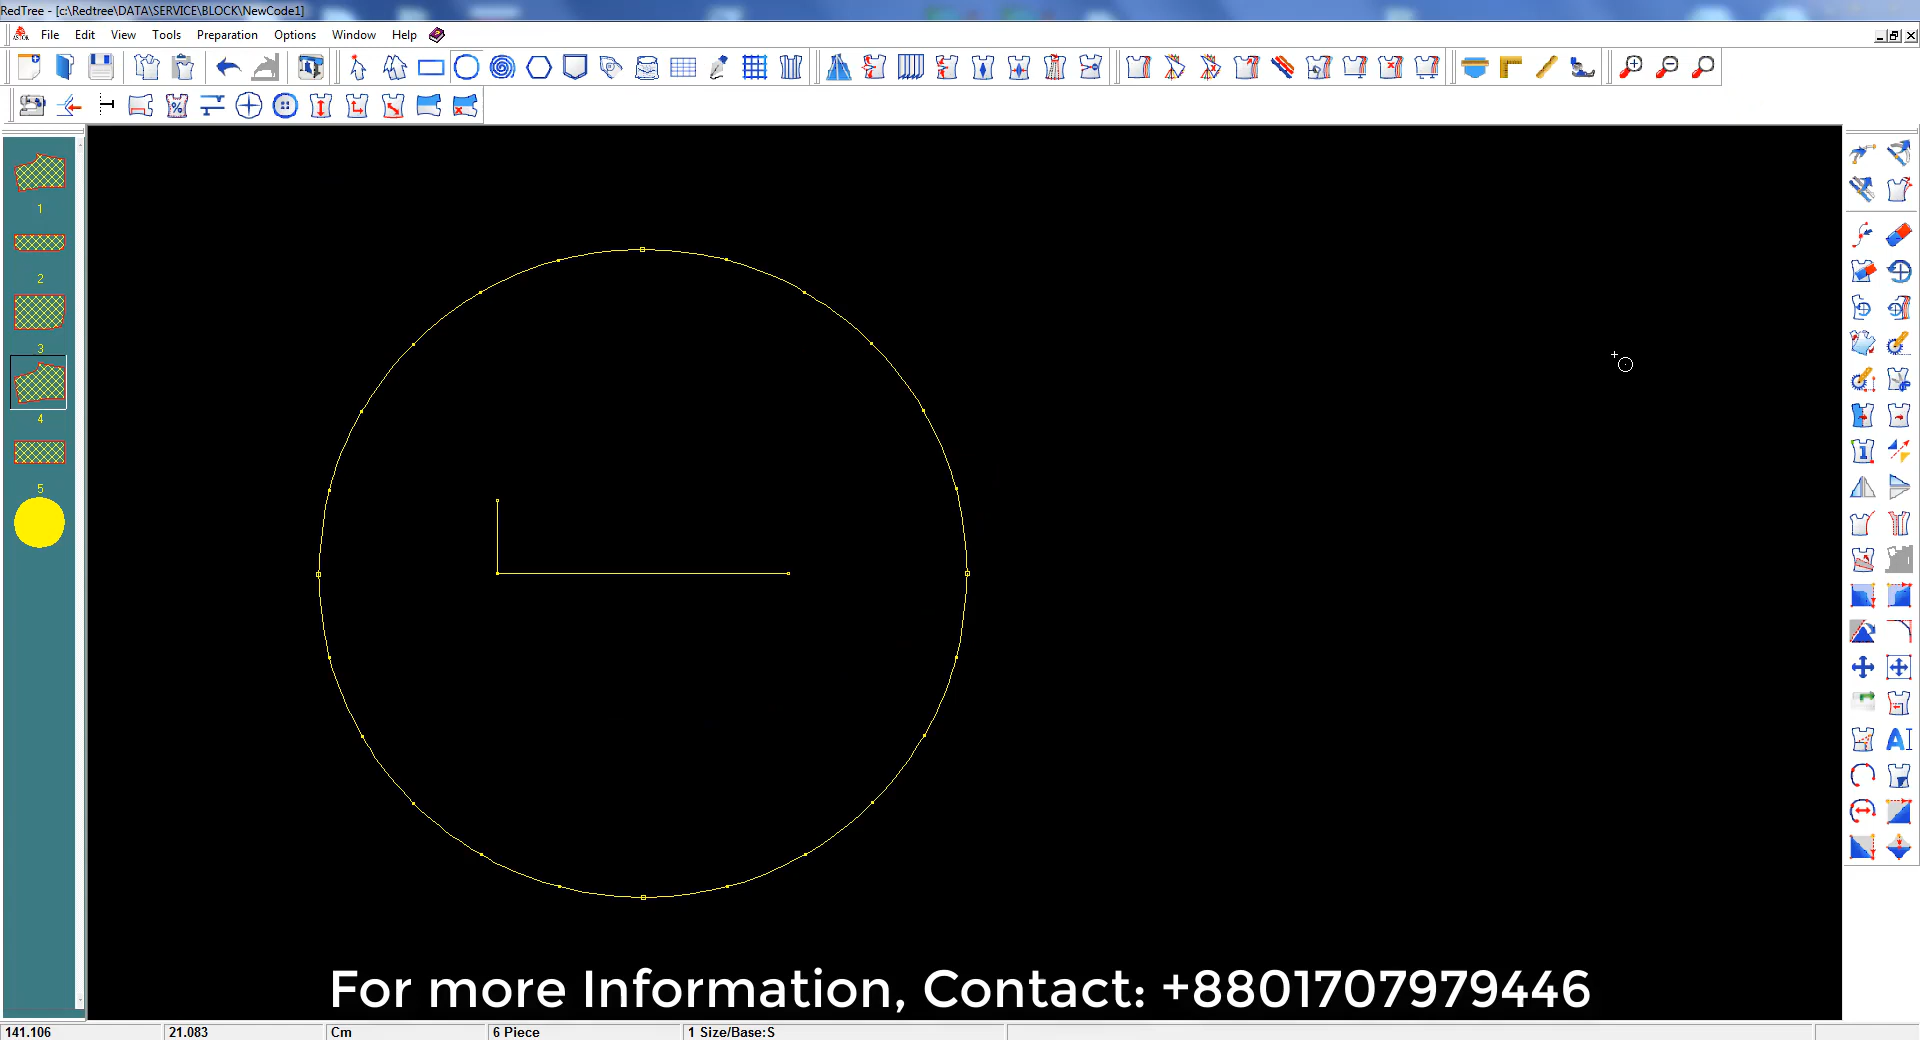 RedTree - [c:\Redtree\DATA\SERVICE\BLOCK\NewCode1]
File Edit View Tools Preparation Options Window Help
1
2
3
4
5
For more Information, Contact: +8801707979446
141.106 21.083 Cm 6 Piece 1 Size/Base:S